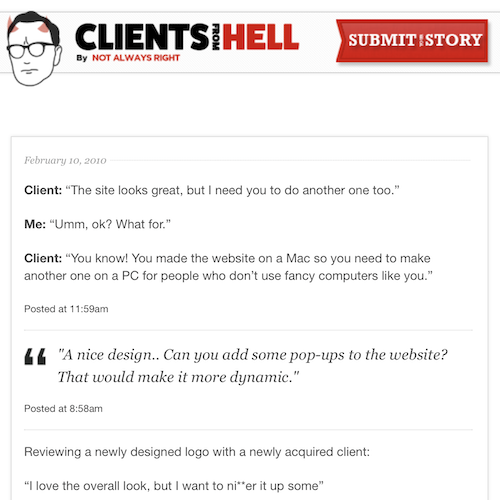 CLIENTS FROM HELL
By NOT ALWAYS RIGHT
SUBMIT YOUR STORY
February 10, 2010
Client: “The site looks great, but I need you to do another one too.”
Me: “Umm, ok? What for.”
Client: “You know! You made the website on a Mac so you need to make
another one on a PC for people who don’t use fancy computers like you.”
Posted at 11:59am
“ "A nice design.. Can you add some pop-ups to the website?
That would make it more dynamic."
Posted at 8:58am
Reviewing a newly designed logo with a newly acquired client:
“I love the overall look, but I want to ni**er it up some”